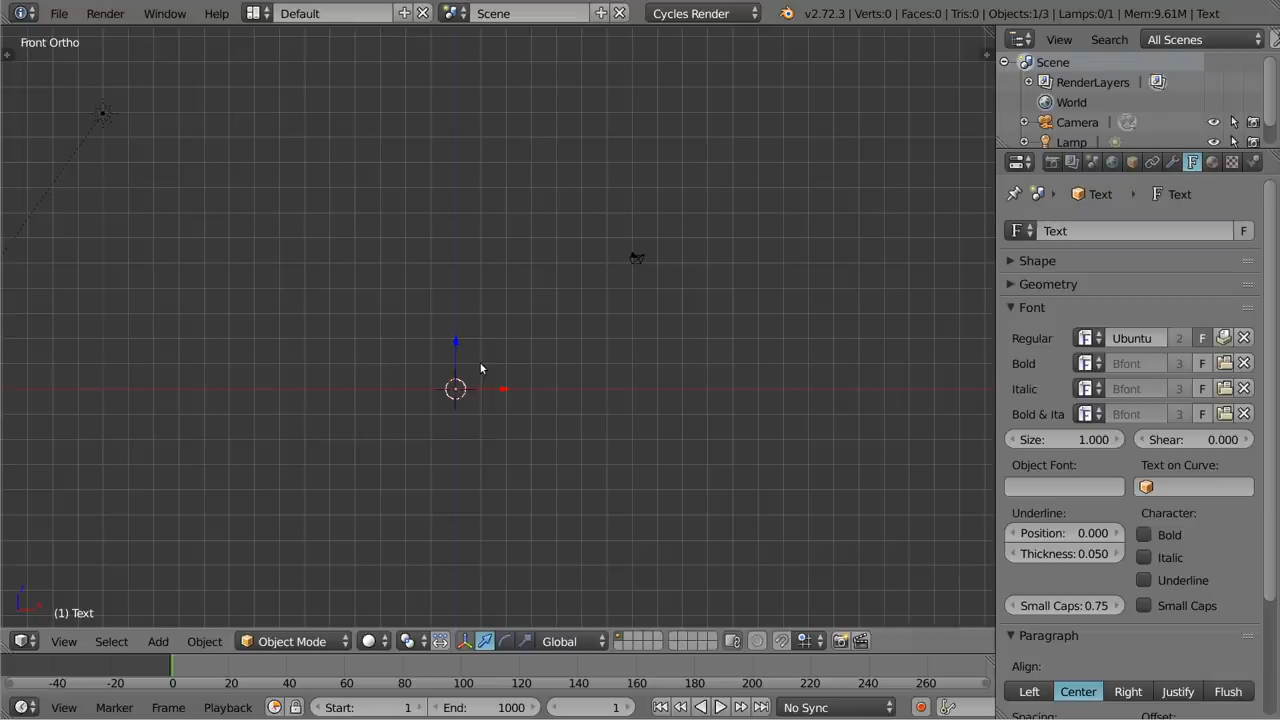 File Render Window Help Default Scene Cycles Render v2.72.3 | Verts:0 | Faces:0 | Tris:0 | Objects:1/3 | Lamps:0/1 | Mem:9.61M | Text
Front Ortho
View Search All Scenes
Scene
RenderLayers |
World
Camera |
Lamp |
Text Text
F Text F
Shape
Geometry
Font
Regular F Ubuntu 2 F
Bold F Bfont 3 F
Italic F Bfont 3 F
Bold & Ita F Bfont 3 F
Size: 1.000 Shear: 0.000
Object Font: Text on Curve:
Underline: Character:
Position: 0.000 Bold
Thickness: 0.050 Italic
Underline
Small Caps: 0.75 Small Caps
Paragraph
Align:
Left Center Right Justify Flush
(1) Text
View Select Add Object Object Mode Global
-40 -20 0 20 40 60 80 100 120 140 160 180 200 220 240 260
View Marker Frame Playback Start: 1 End: 1000 1 No Sync